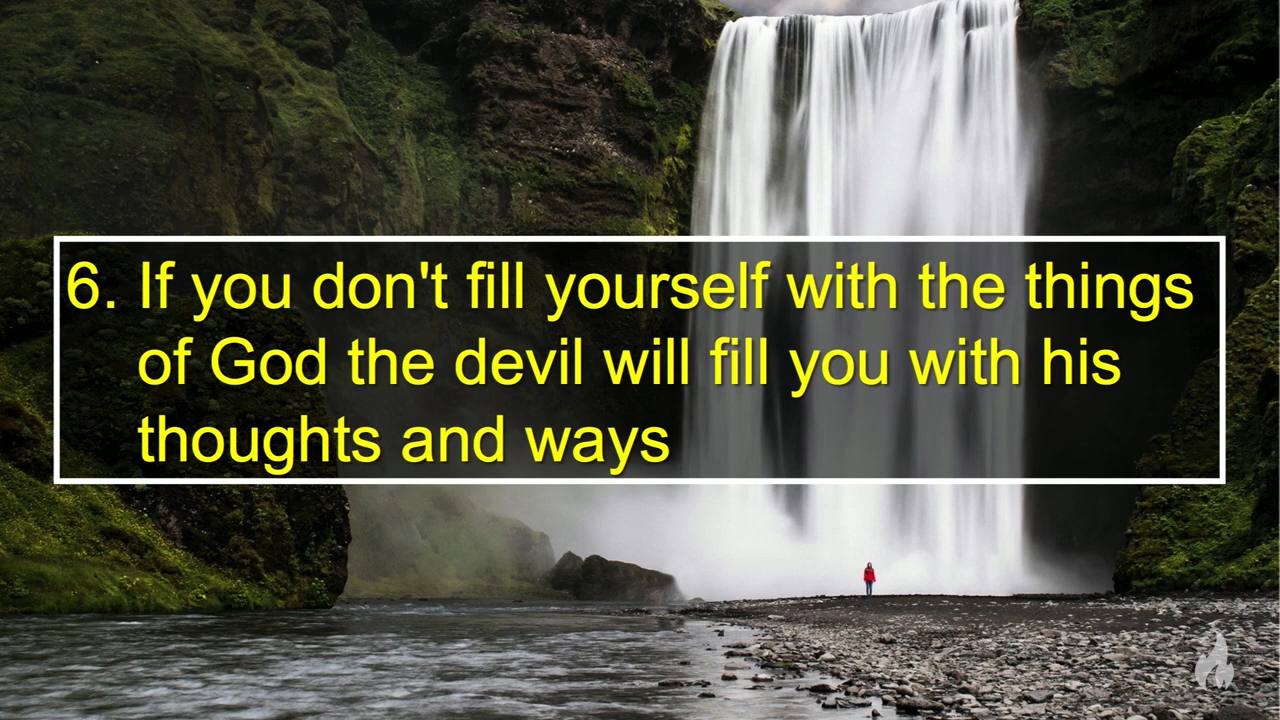 6. If you don't fill yourself with the things
of God the devil will fill you with his
thoughts and ways